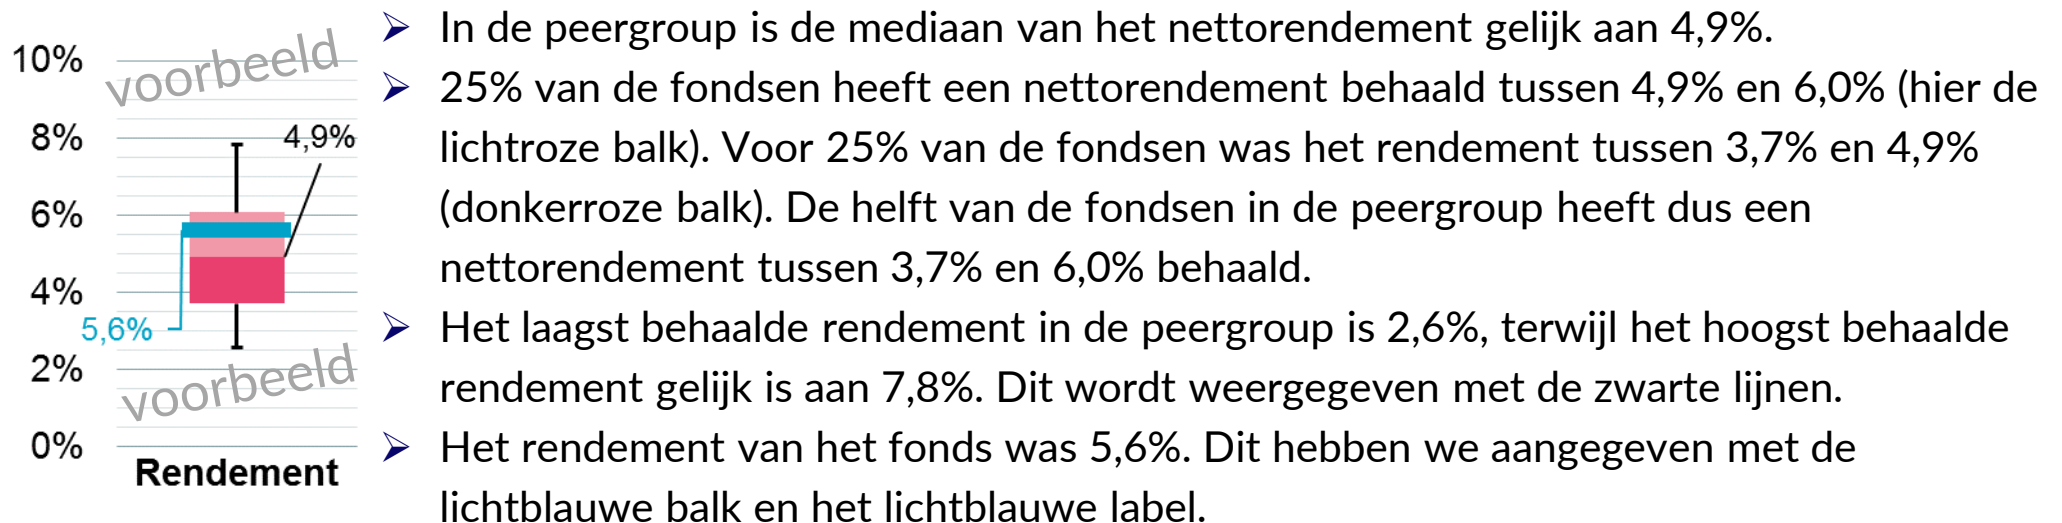 10%
8%
6%
4%
2%
0%
voorbeeld
4,9%
5,6%
voorbeeld
Rendement
In de peergroup is de mediaan van het nettorendement gelijk aan 4,9%.
25% van de fondsen heeft een nettorendement behaald tussen 4,9% en 6,0% (hier de
lichtroze balk). Voor 25% van de fondsen was het rendement tussen 3,7% en 4,9%
(donkerroze balk). De helft van de fondsen in de peergroup heeft dus een
nettorendement tussen 3,7% en 6,0% behaald.
Het laagst behaalde rendement in de peergroup is 2,6%, terwijl het hoogst behaalde
rendement gelijk is aan 7,8%. Dit wordt weergegeven met de zwarte lijnen.
Het rendement van het fonds was 5,6%. Dit hebben we aangegeven met de
lichtblauwe balk en het lichtblauwe label.